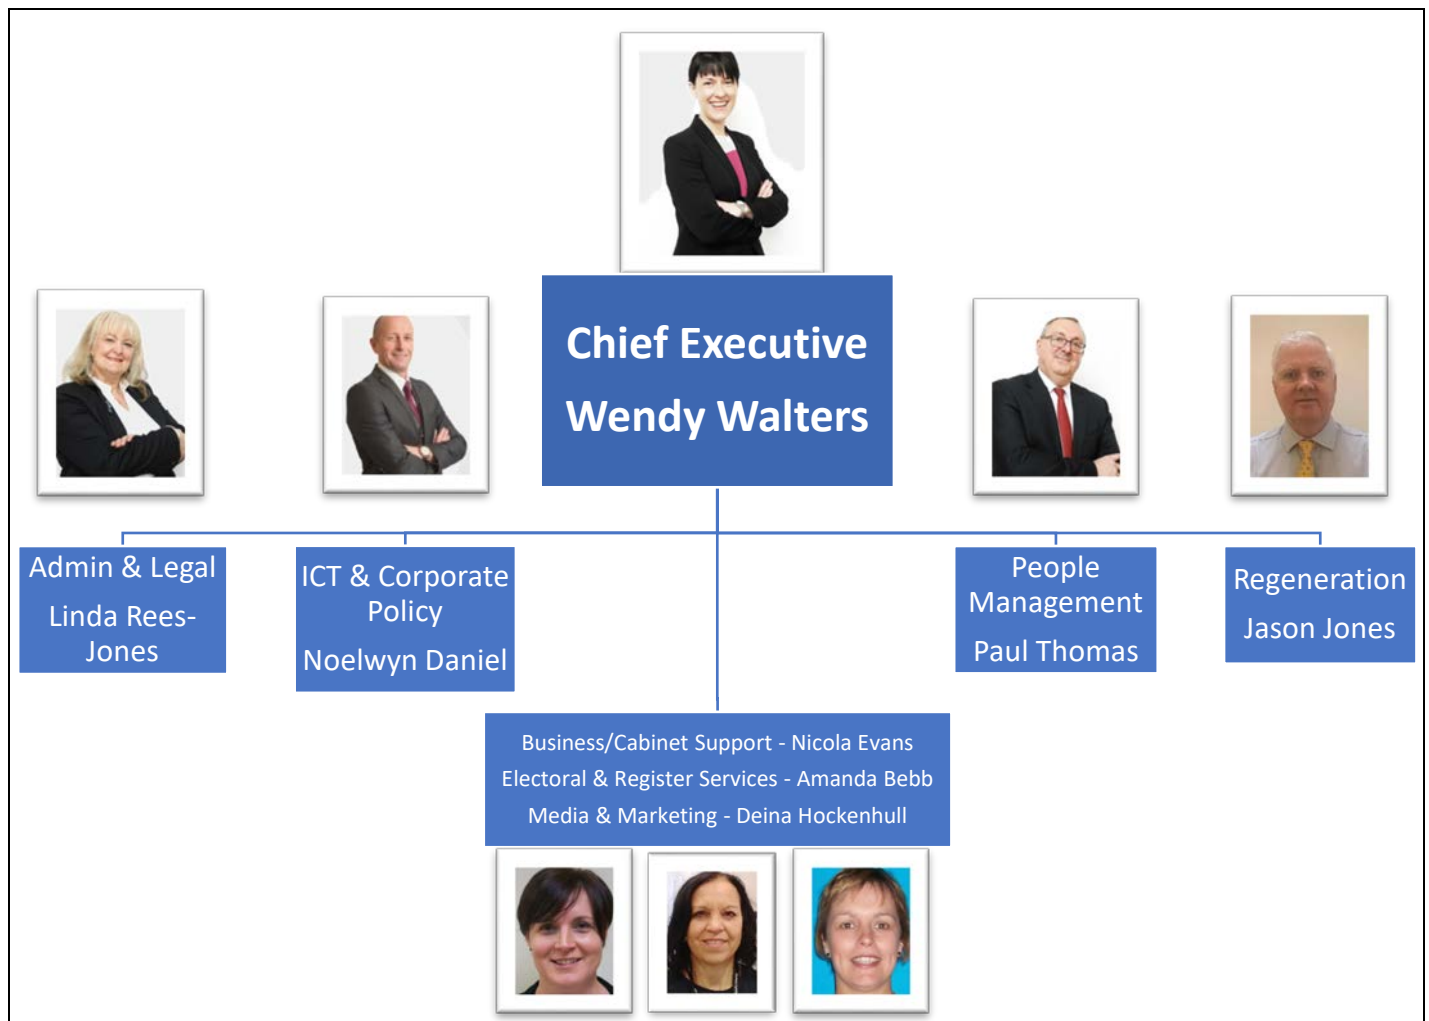 Chief Executive
Wendy Walters
Admin & Legal
Linda Rees-
Jones
ICT & Corporate
Policy
Noelwyn Daniel
People
Management
Paul Thomas
Regeneration
Jason Jones
Business/Cabinet Support - Nicola Evans
Electoral & Register Services - Amanda Bebb
Media & Marketing - Deina Hockenhull